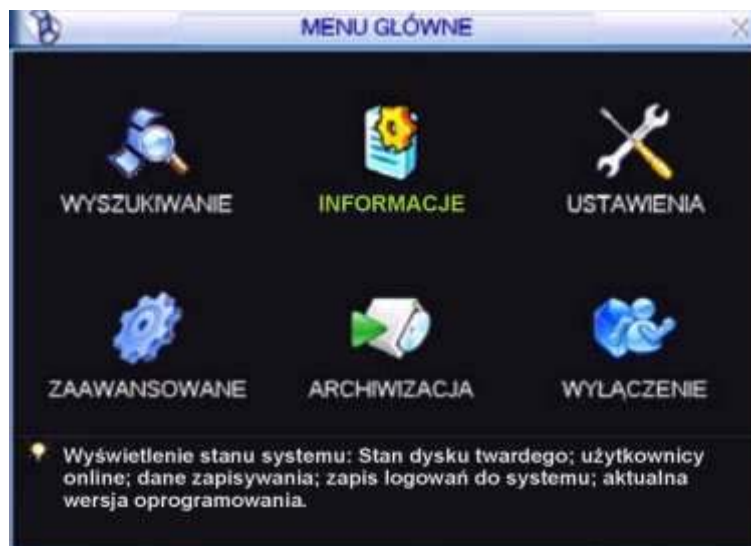 MENU GŁÓWNE
WYSZUKIWANIE
INFORMACJE
USTAWIENIA
ZAAWANSOWANE
ARCHIWIZACJA
WYŁĄCZENIE
Wyświetlenie stanu systemu: Stan dysku twardego; użytkownicy
online; dane zapisywania; zapis logowań do systemu; aktualna
wersja oprogramowania.